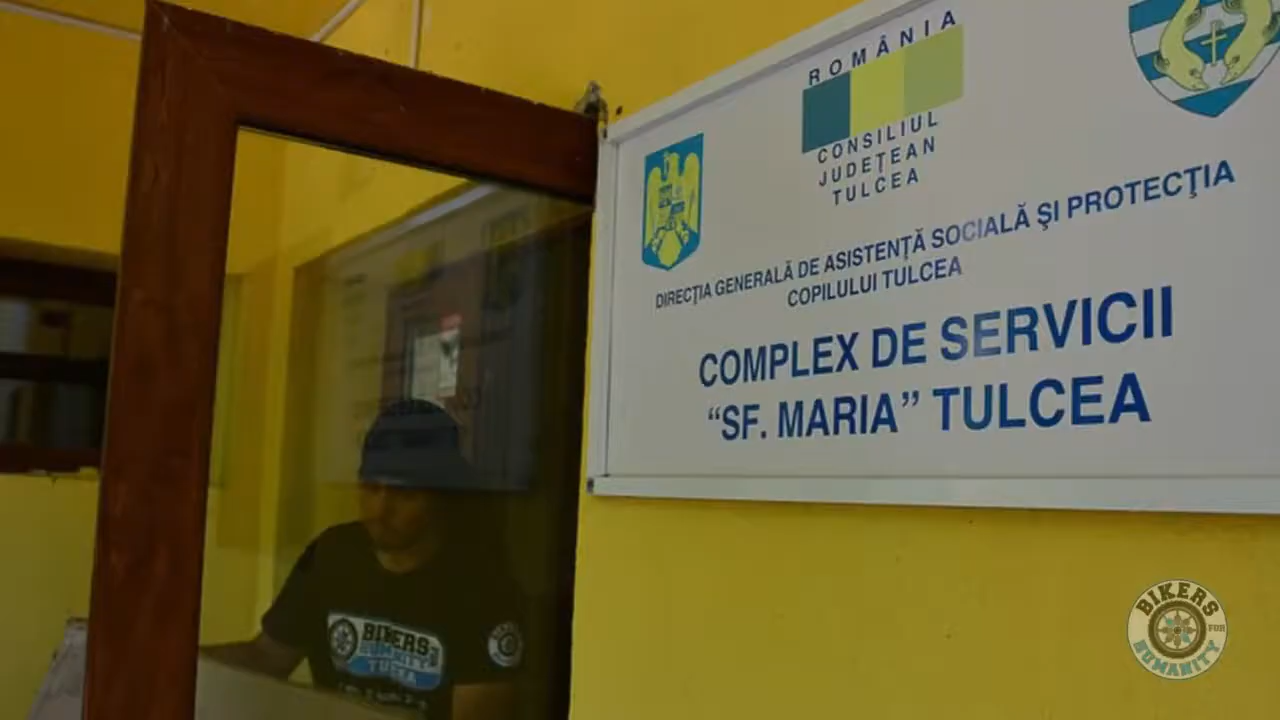 ROMÂNIA
CONSILIUL
JUDEŢEAN
TULCEA
DIRECŢIA GENERALĂ DE ASISTENŢĂ SOCIALĂ ŞI PROTECŢIA
COPILULUI TULCEA
COMPLEX DE SERVICII
“SF. MARIA” TULCEA
BIKERS
HUMANITY
TULCEA
BIKERS
FOR
HUMANITY